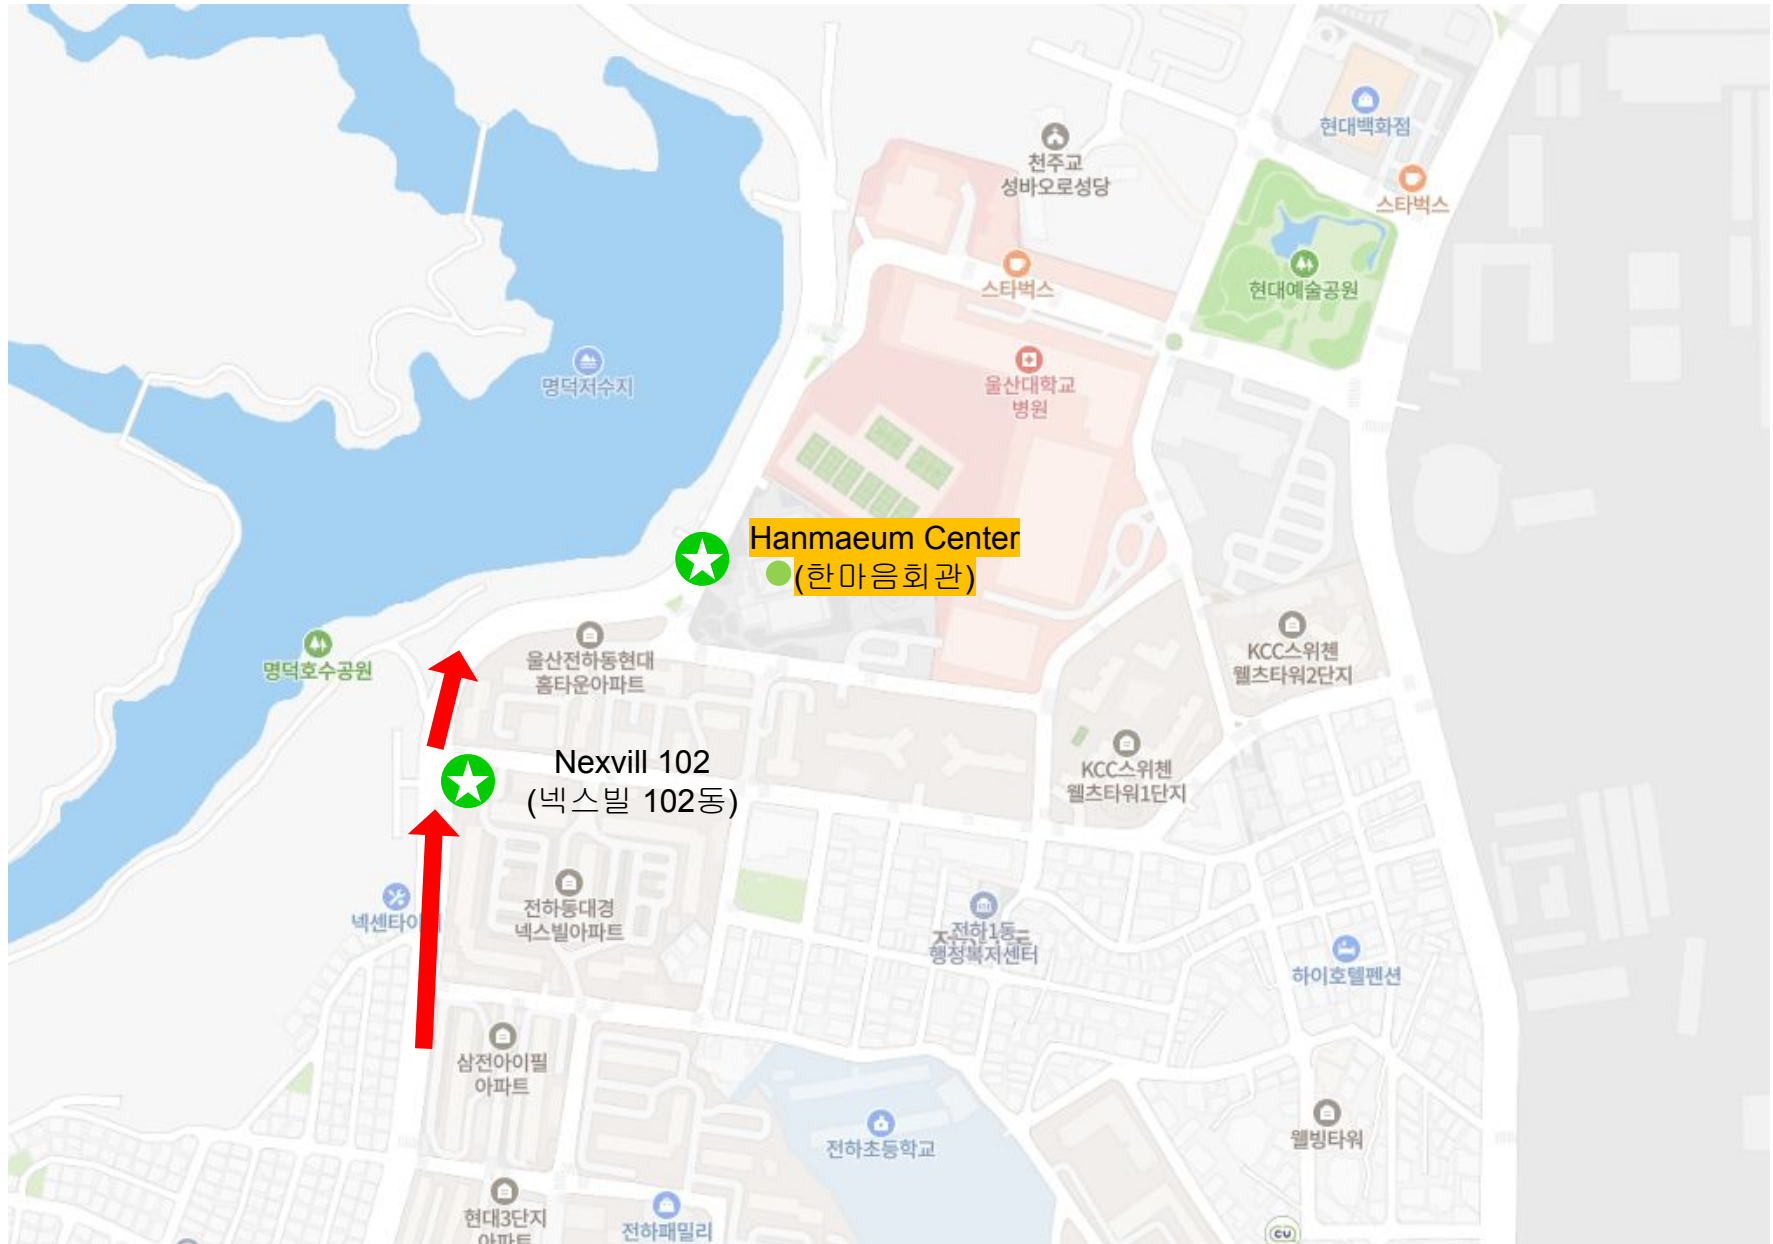 현대백화점
천주교
성바오로성당
스타벅스
스타벅스
현대예술공원
명덕저수지
울산대학교
병원
Hanmaeum Center
(한마음회관)
명덕호수공원
울산전하동현대
홈타운아파트
KCC스위첸
웰츠타워2단지
Nexvill 102
(넥스빌 102동)
KCC스위첸
웰츠타워1단지
넥센타이
전하동대경
넥스빌아파트
전하1동
행정복지센터
하이호텔펜션
삼전아이필
아파트
전하초등학교
웰빙타워
현대3단지
아파트
전하패밀리
CU